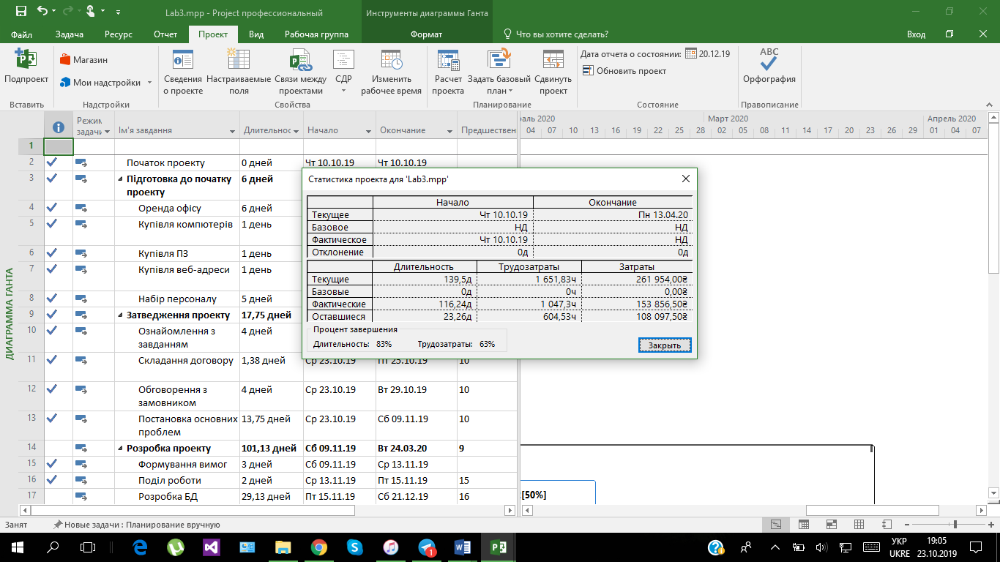 Lab3.mpp - Project профессиональный
Инструменты диаграммы Ганта
Файл Задача Ресурс Отчет Проект Вид Рабочая группа Формат Что вы хотите сделать? Вход
Подпроект
Магазин
Мои настройки
Сведения о проекте
Настраиваемые поля
Связи между проектами
СДР
Изменить рабочее время
Расчет проекта
Задать базовый план
Сдвинуть проект
Дата отчета о состоянии: 20.12.19
Обновить проект
ABC
Орфография
Вставить Надстройки Свойства Планирование Состояние Правописание
Режим задачи Ім'я завдання Длительнос Начало Окончание Предшествен
раль 2020 Март 2020 Апрель 2020
04 07 10 13 16 19 22 25 28 02 05 08 11 14 17 20 23 26 29 01 04 07
ДИАГРАММА ГАНТА
1
2 Початок проекту 0 дней Чт 10.10.19 Чт 10.10.19
3 Підготовка до початку проекту 6 дней
4 Оренда офісу 6 дней
5 Купівля компютерів 1 день
6 Купівля ПЗ 1 день
7 Купівля веб-адреси 1 день
8 Набір персоналу 5 дней
9 Затведження проекту 17,75 дней
10 Ознайомлення з завданням 4 дней
11 Складання договору 1,38 дней Ср 23.10.19 Пт 25.10.19 10
12 Обговорення з замовником 4 дней Ср 23.10.19 Вт 29.10.19 10
13 Постановка основних проблем 13,75 дней Ср 23.10.19 Сб 09.11.19 10
14 Розробка проекту 101,13 дней Сб 09.11.19 Вт 24.03.20 9
15 Формування вимог 3 дней Сб 09.11.19 Ср 13.11.19
16 Поділ роботи 2 дней Ср 13.11.19 Пт 15.11.19 15
17 Розробка БД 29,13 дней Пт 15.11.19 Сб 21.12.19 16
[50%]
Статистика проекта для 'Lab3.mpp'
Начало Окончание
Текущее Чт 10.10.19 Пн 13.04.20
Базовое НД НД
Фактическое Чт 10.10.19 НД
Отклонение 0д 0д
Длительность Трудозатраты Затраты
Текущие 139,5д 1 651,83ч 261 954,00₴
Базовые 0д 0ч 0,00₴
Фактические 116,24д 1 047,3ч 153 856,50₴
Оставшиеся 23,26д 604,53ч 108 097,50₴
Процент завершения
Длительность: 83% Трудозатраты: 63%
Закрыть
Занят Новые задачи : Планирование вручную
1
УКР
UKRE
19:05
23.10.2019